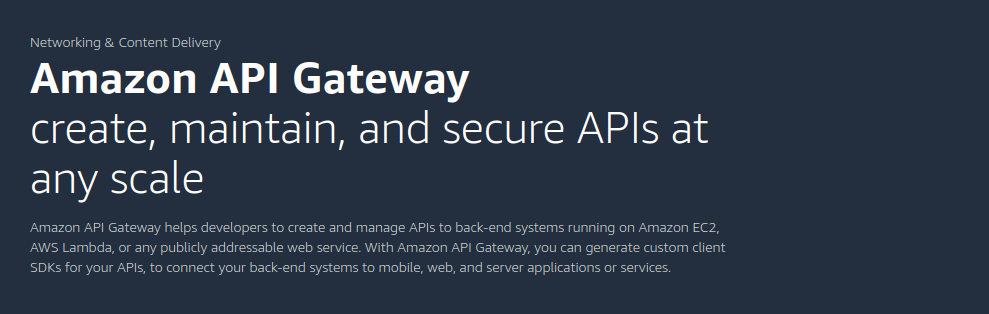 Networking & Content Delivery
Amazon API Gateway
create, maintain, and secure APIs at
any scale
Amazon API Gateway helps developers to create and manage APIs to back-end systems running on Amazon EC2,
AWS Lambda, or any publicly addressable web service. With Amazon API Gateway, you can generate custom client
SDKs for your APIs, to connect your back-end systems to mobile, web, and server applications or services.